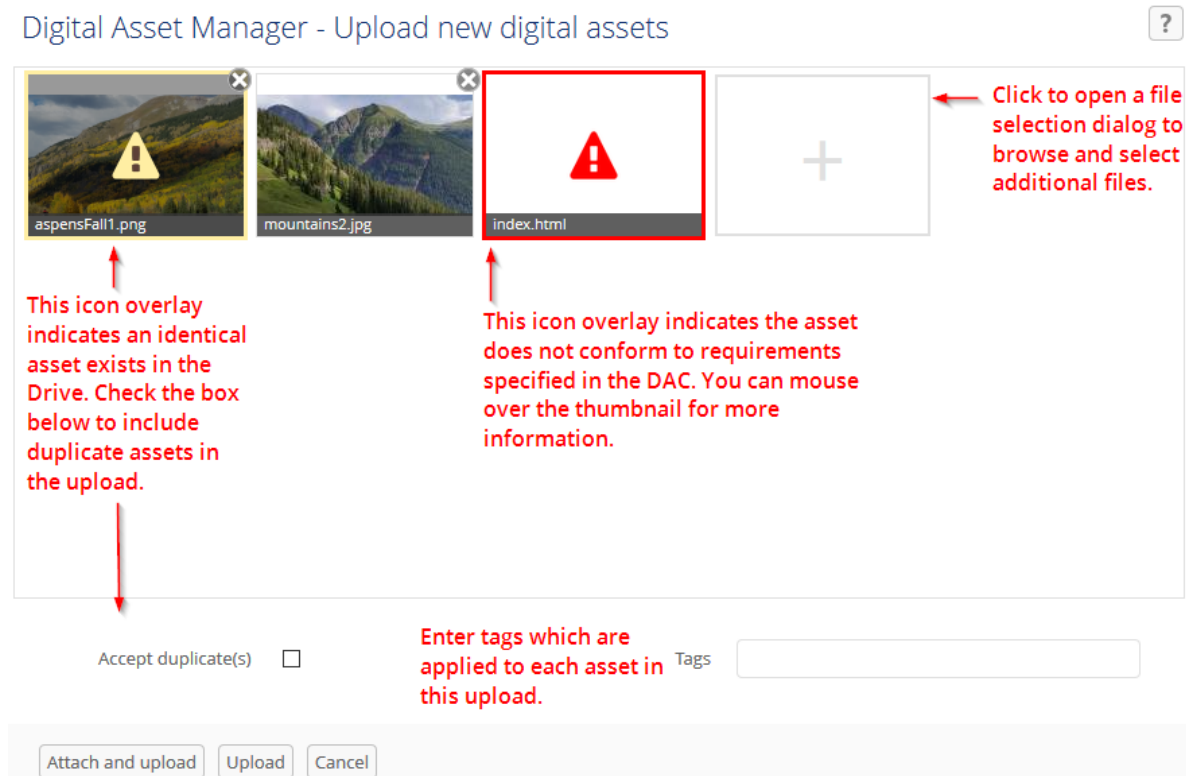 Digital Asset Manager - Upload new digital assets
?
aspensFall1.png
mountains2.jpg
index.html
Click to open a file
selection dialog to
browse and select
additional files.
This icon overlay
indicates an identical
asset exists in the
Drive. Check the box
below to include
duplicate assets in
the upload.
This icon overlay indicates the asset
does not conform to requirements
specified in the DAC. You can mouse
over the thumbnail for more
information.
Accept duplicate(s)
Enter tags which are
applied to each asset in
this upload.
Tags
Attach and upload
Upload
Cancel